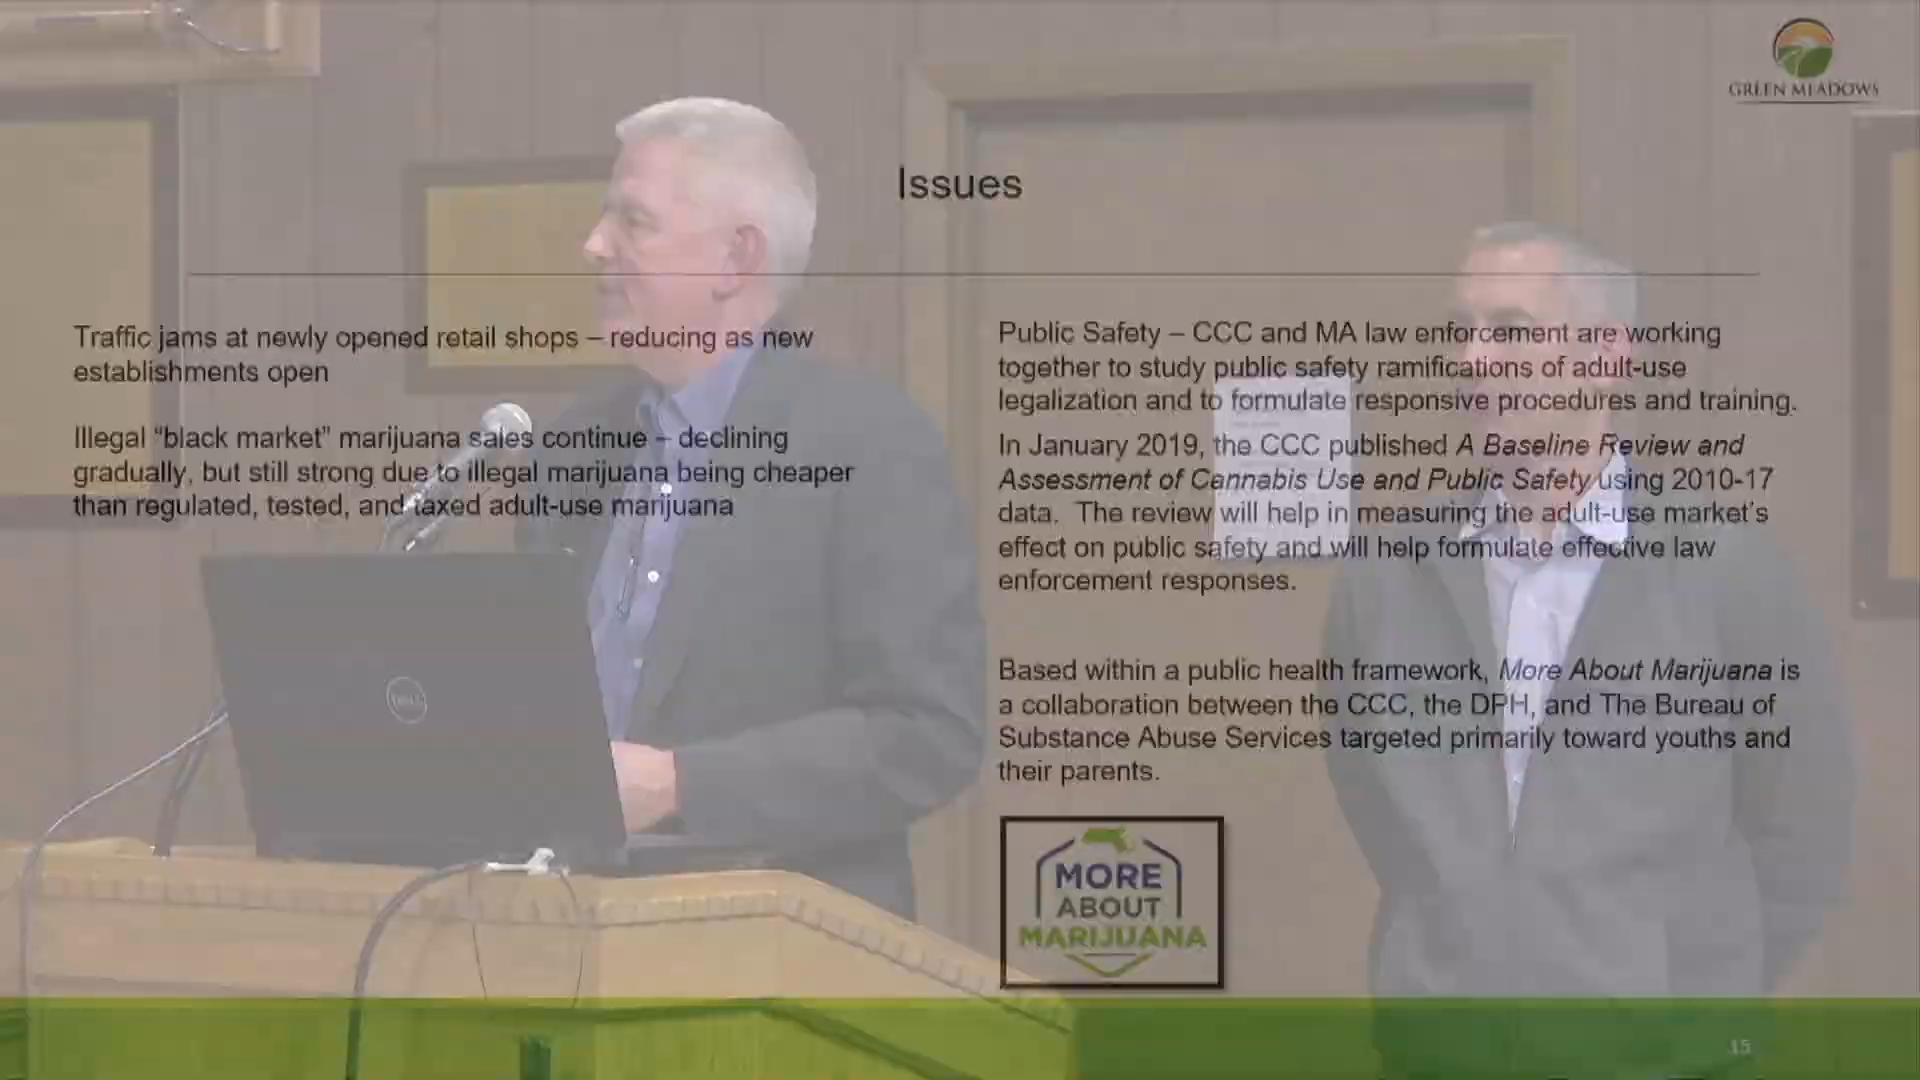 GREEN MEADOWS
Issues
Traffic jams at newly opened retail shops – reducing as new
establishments open
Illegal “black market” marijuana sales continue – declining
gradually, but still strong due to illegal marijuana being cheaper
than regulated, tested, and taxed adult-use marijuana
Public Safety – CCC and MA law enforcement are working
together to study public safety ramifications of adult-use
legalization and to formulate responsive procedures and training.
In January 2019, the CCC published A Baseline Review and
Assessment of Cannabis Use and Public Safety using 2010-17
data. The review will help in measuring the adult-use market’s
effect on public safety and will help formulate effective law
enforcement responses.
Based within a public health framework, More About Marijuana is
a collaboration between the CCC, the DPH, and The Bureau of
Substance Abuse Services targeted primarily toward youths and
their parents.
MORE
ABOUT
MARIJUANA
DELL
15